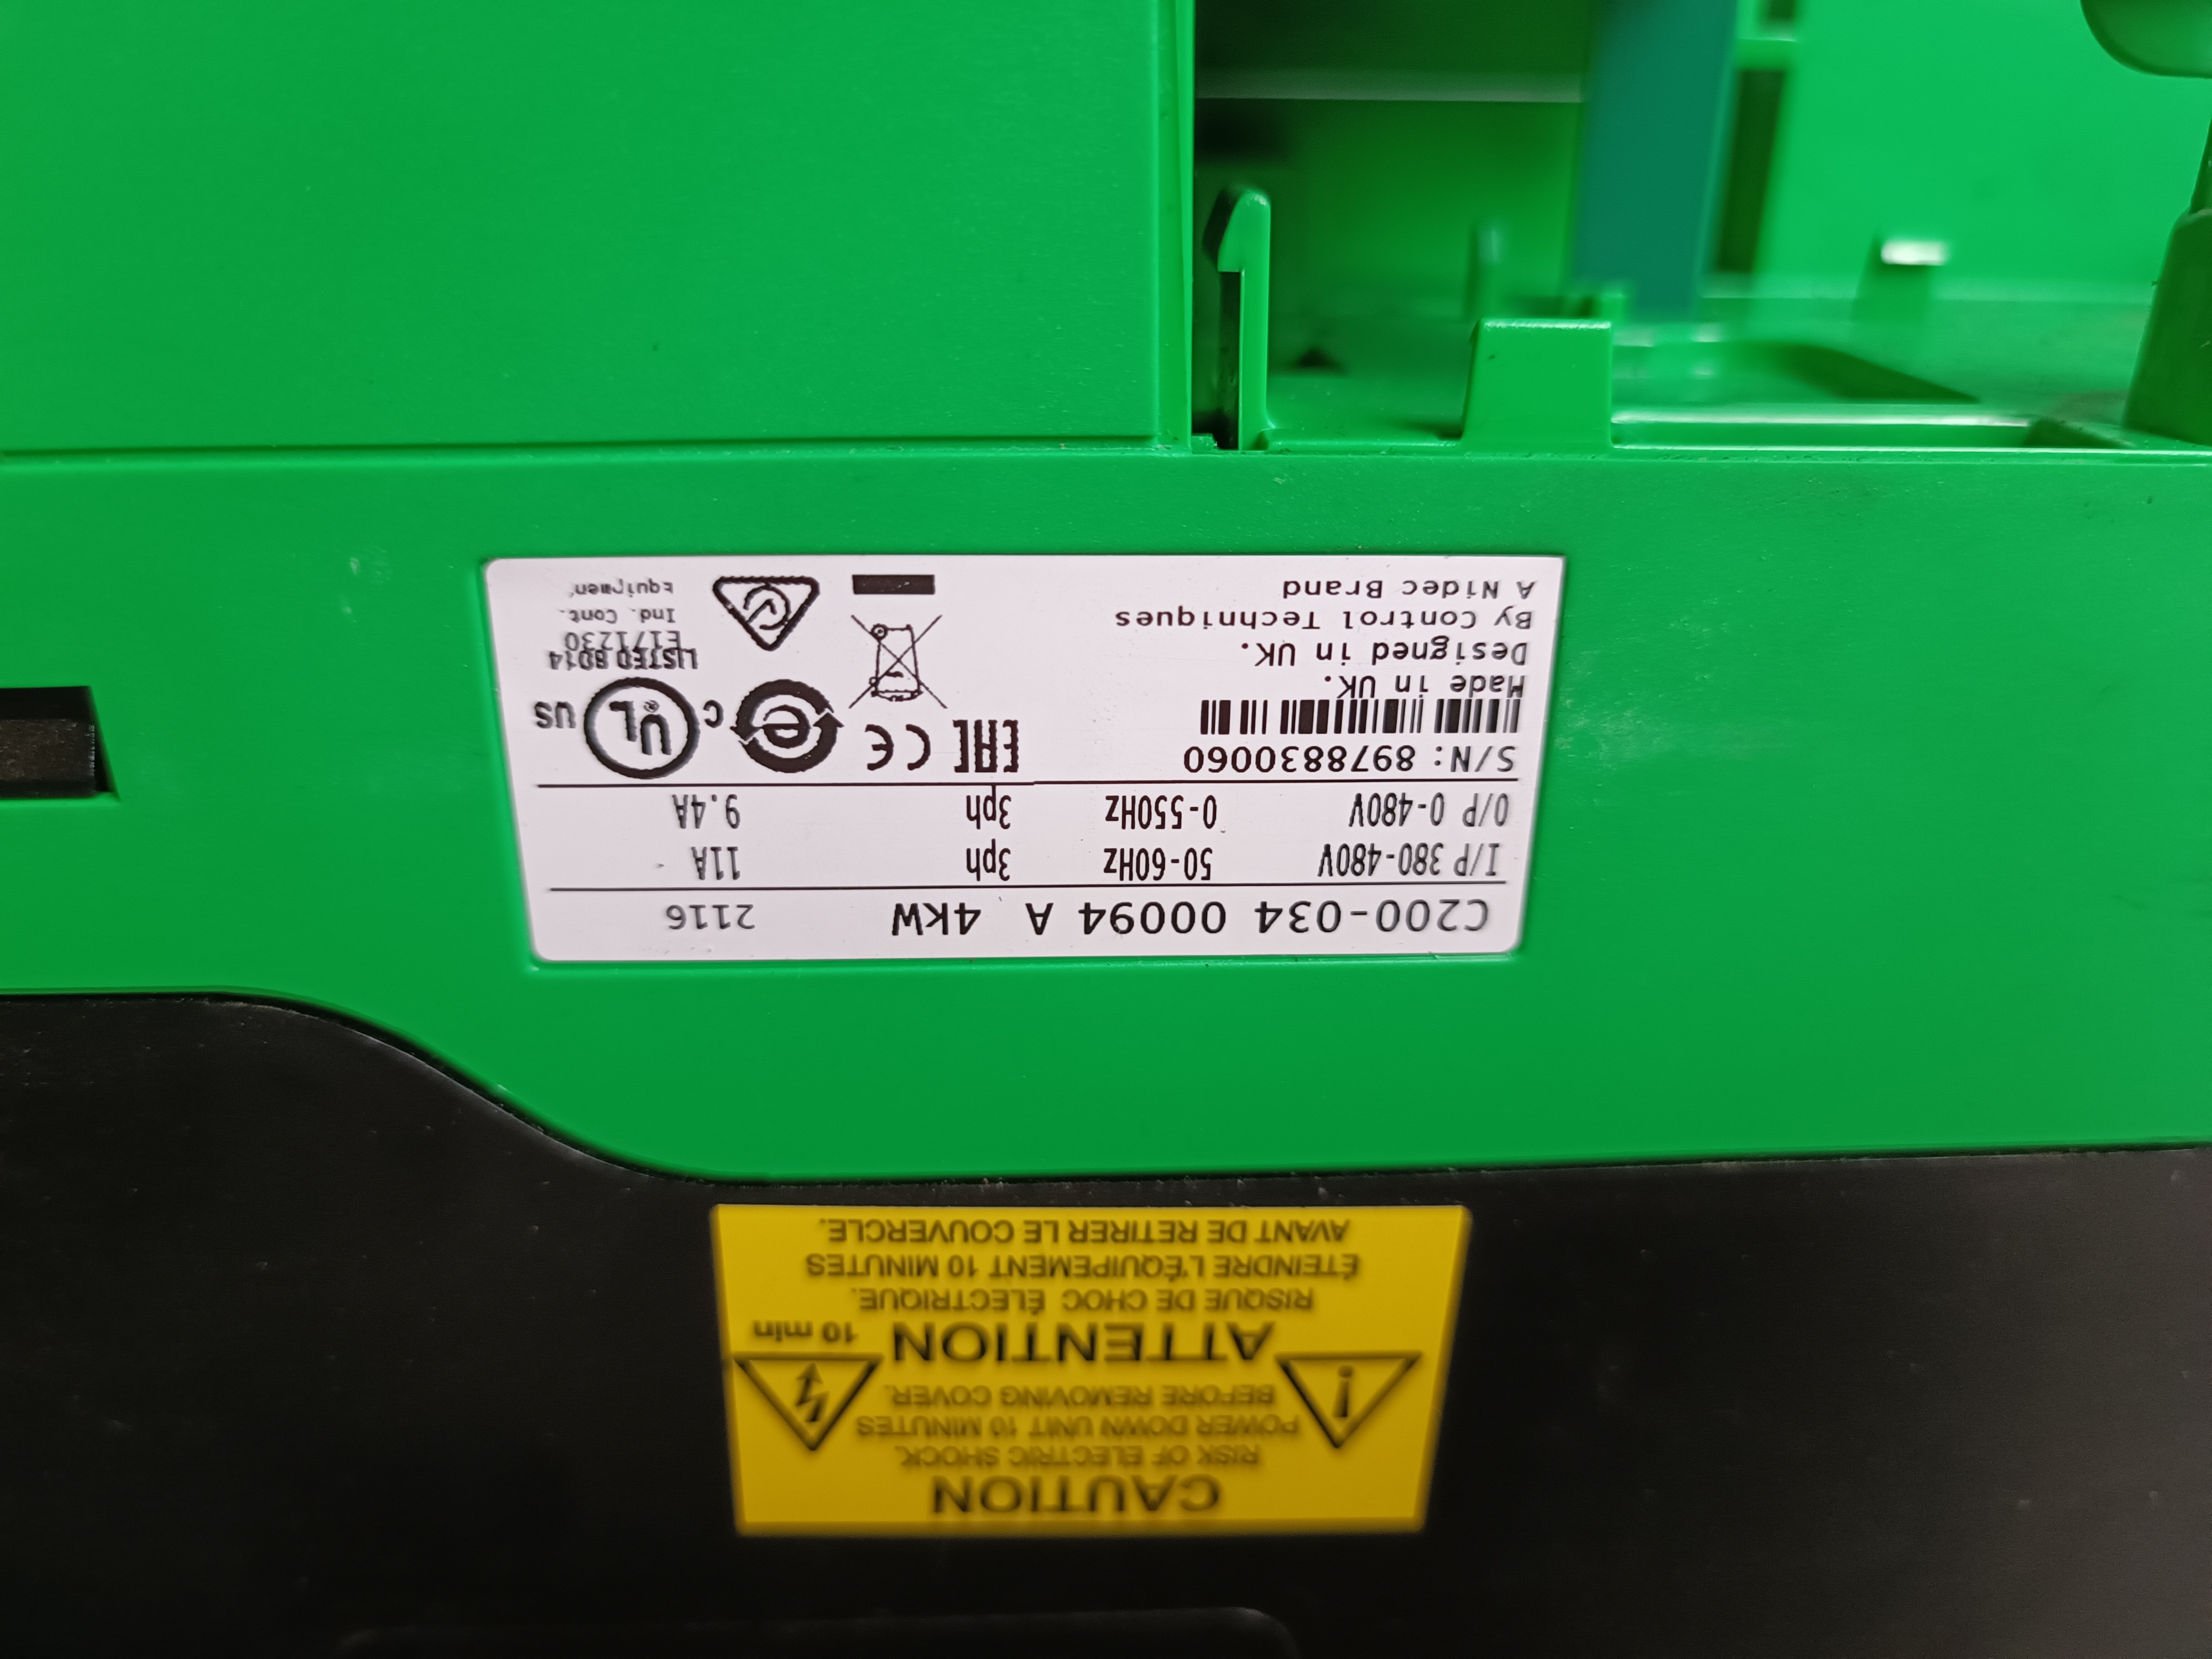 C200-034 00094 A 4kW 2116
I/P 380-480V 50-60Hz 3ph 11A
O/P 0-480V 0-550Hz 3ph 9.4A
S/N: 8978830060
Made in UK.
Designed in UK.
By Control Techniques
A Nidec Brand
EAC CE e
C UL US
LISTED 8D14
E171230
Ind. Cont.
Equipmen
CAUTION
RISK OF ELECTRIC SHOCK.
POWER DOWN UNIT 10 MINUTES
BEFORE REMOVING COVER.
ATTENTION 10 min
RISQUE DE CHOC ÉLECTRIQUE.
ÉTEINDRE L'ÉQUIPEMENT 10 MINUTES
AVANT DE RETIRER LE COUVERCLE.